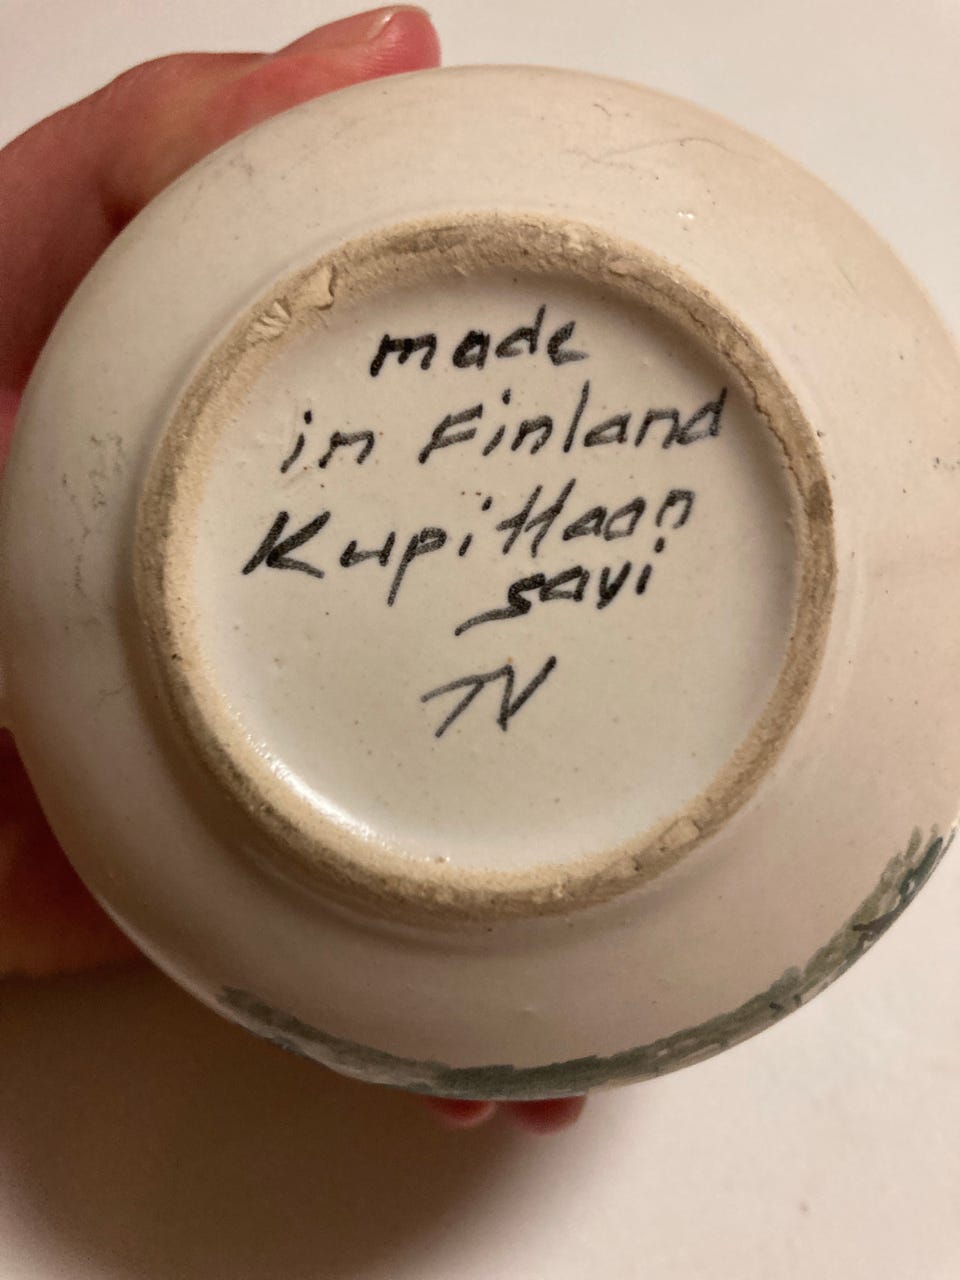 made
in Finland
Kupittaan
savi
TV